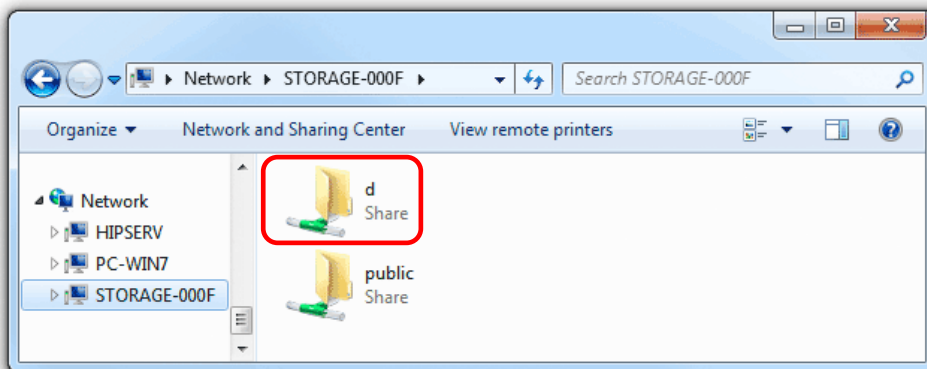 Network STORAGE-000F
Search STORAGE-000F
Organize Network and Sharing Center View remote printers
Network
HIPSERV
PC-WIN7
STORAGE-000F
d
Share
public
Share